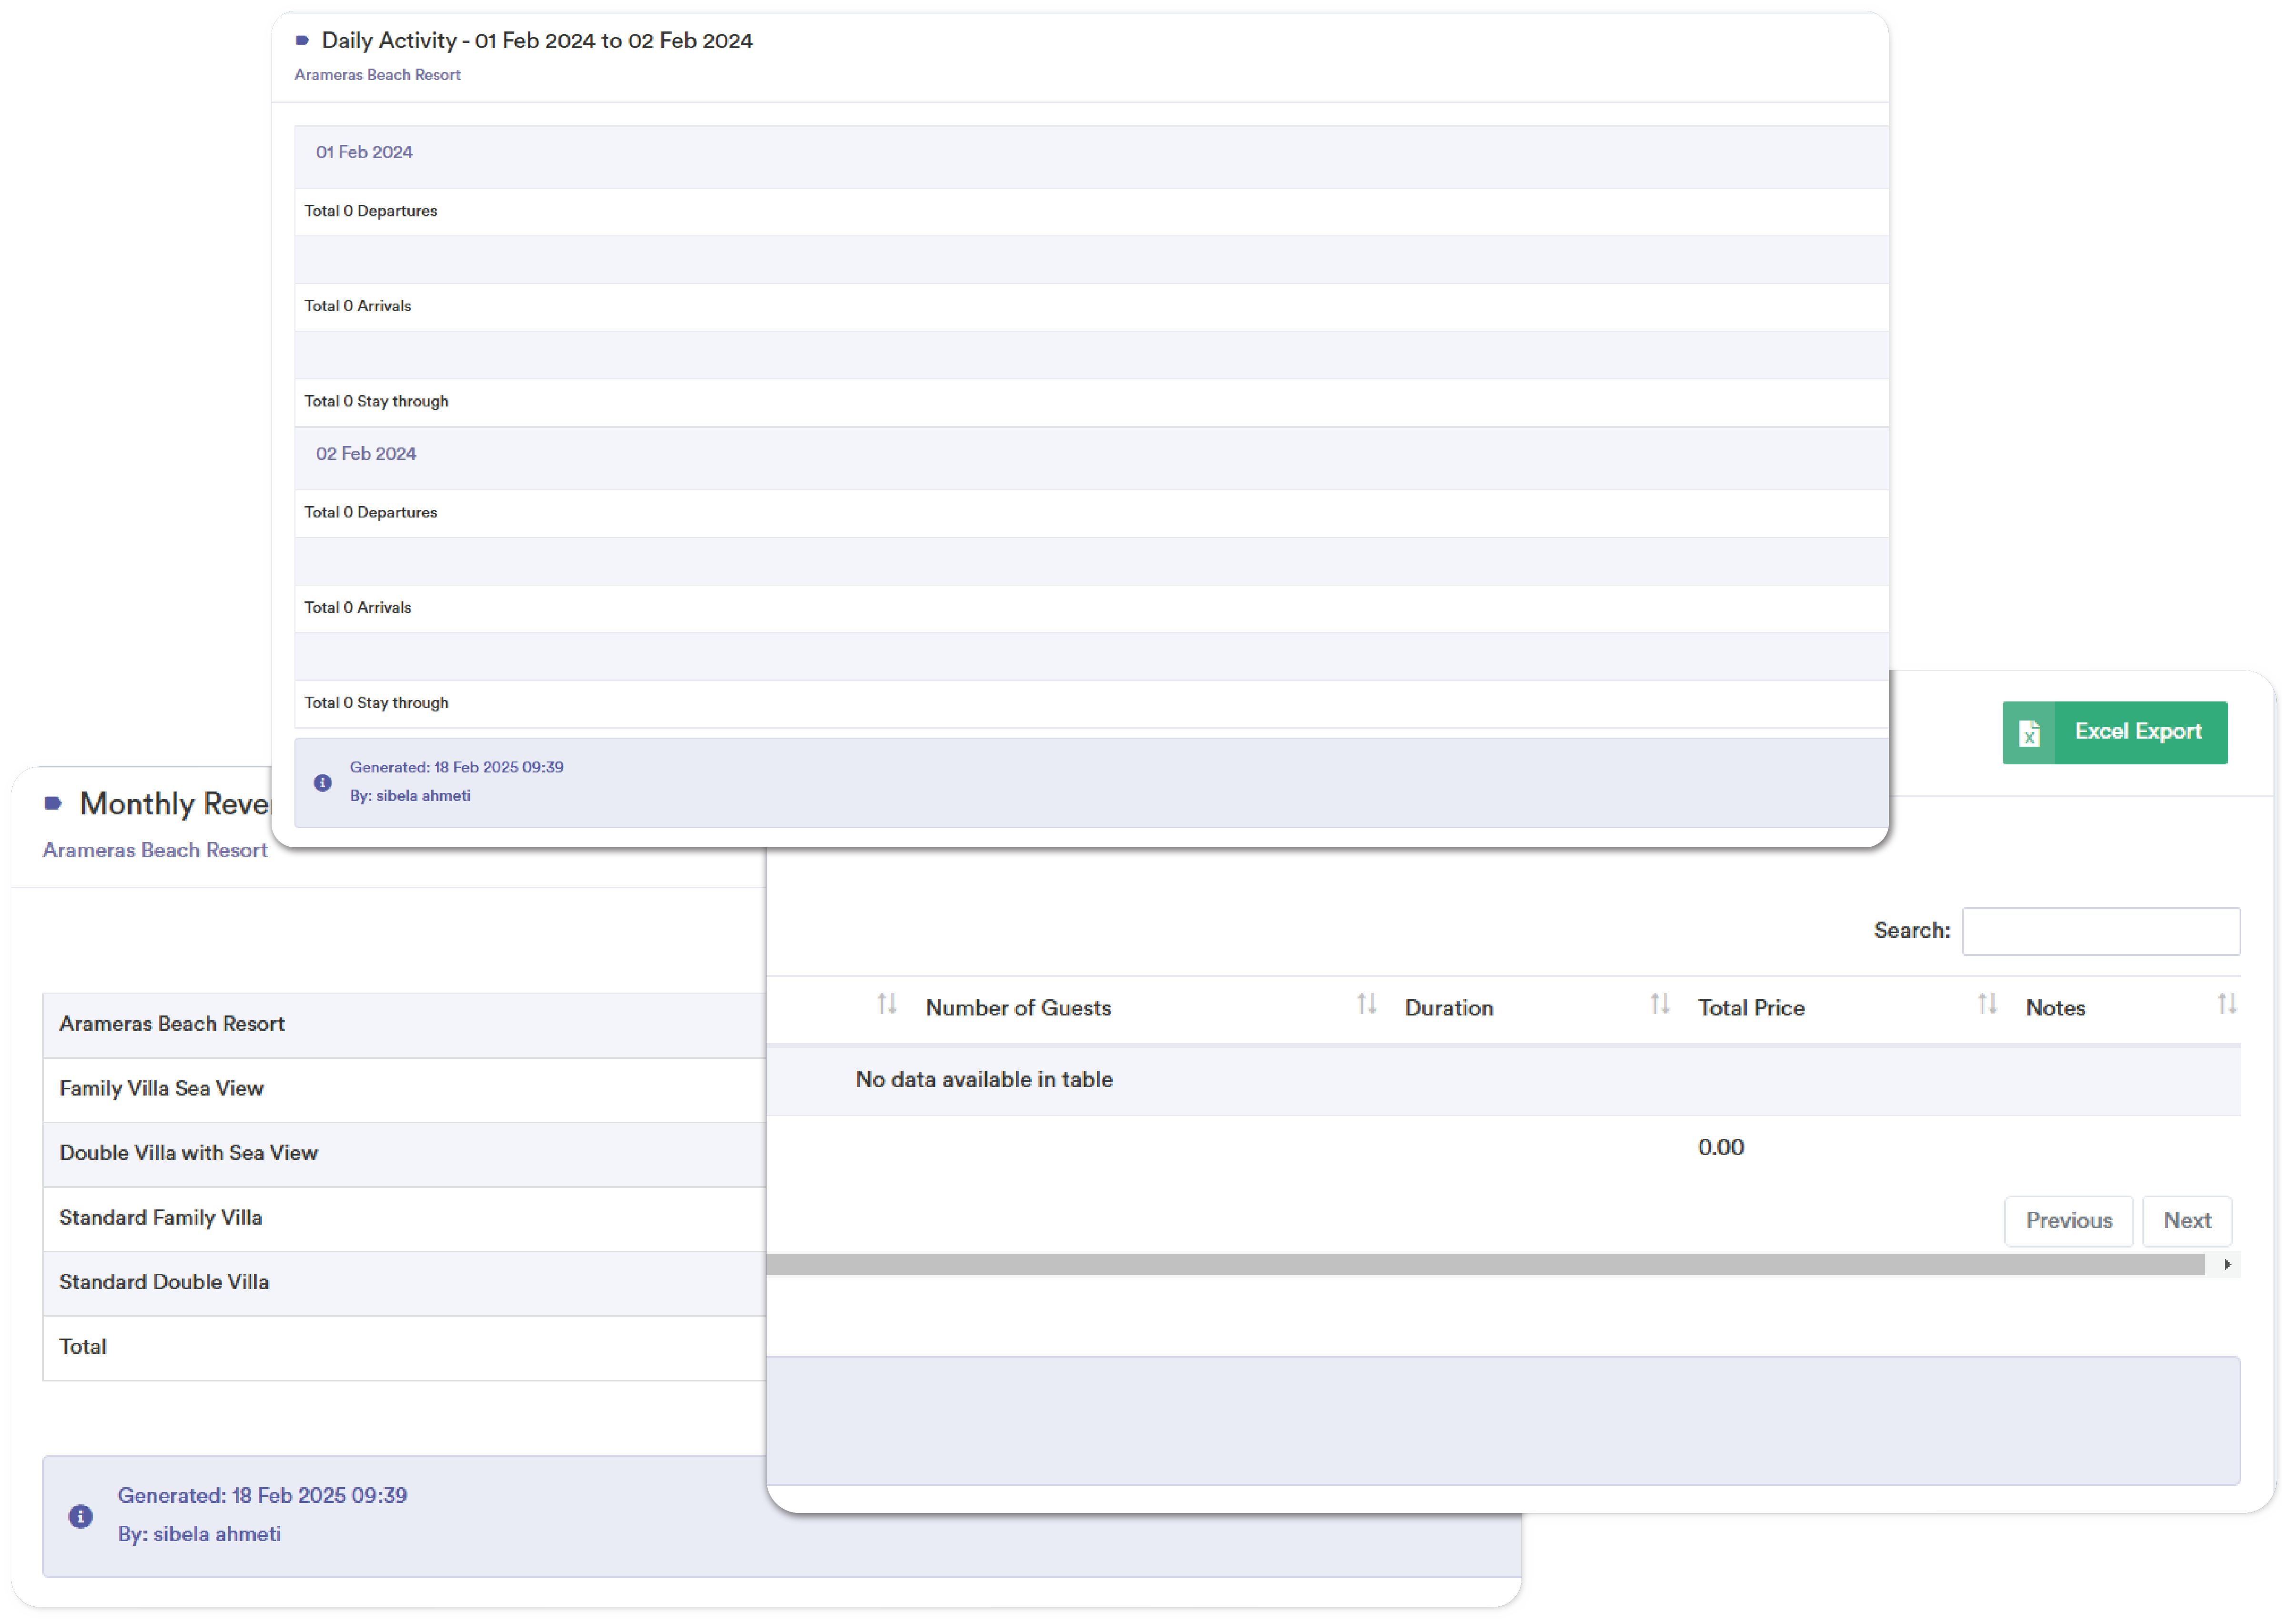 Daily Activity - 01 Feb 2024 to 02 Feb 2024
Arameras Beach Resort
01 Feb 2024
Total 0 Departures
Total 0 Arrivals
Total 0 Stay through
02 Feb 2024
Total 0 Departures
Total 0 Arrivals
Total 0 Stay through
Generated: 18 Feb 2025 09:39
By: sibela ahmeti
Excel Export
Search:
Number of Guests Duration Total Price Notes
No data available in table
0.00
Previous Next
Monthly Reve
Arameras Beach Resort
Arameras Beach Resort
Family Villa Sea View
Double Villa with Sea View
Standard Family Villa
Standard Double Villa
Total
Generated: 18 Feb 2025 09:39
By: sibela ahmeti